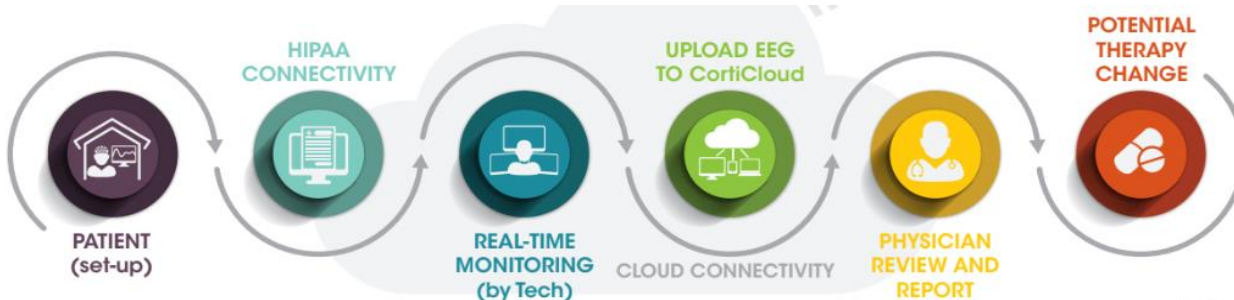 PATIENT
(set-up)
HIPAA
CONNECTIVITY
REAL-TIME
MONITORING
(by Tech)
UPLOAD EEG
TO CortiCloud
CLOUD CONNECTIVITY
PHYSICIAN
REVIEW AND
REPORT
POTENTIAL
THERAPY
CHANGE